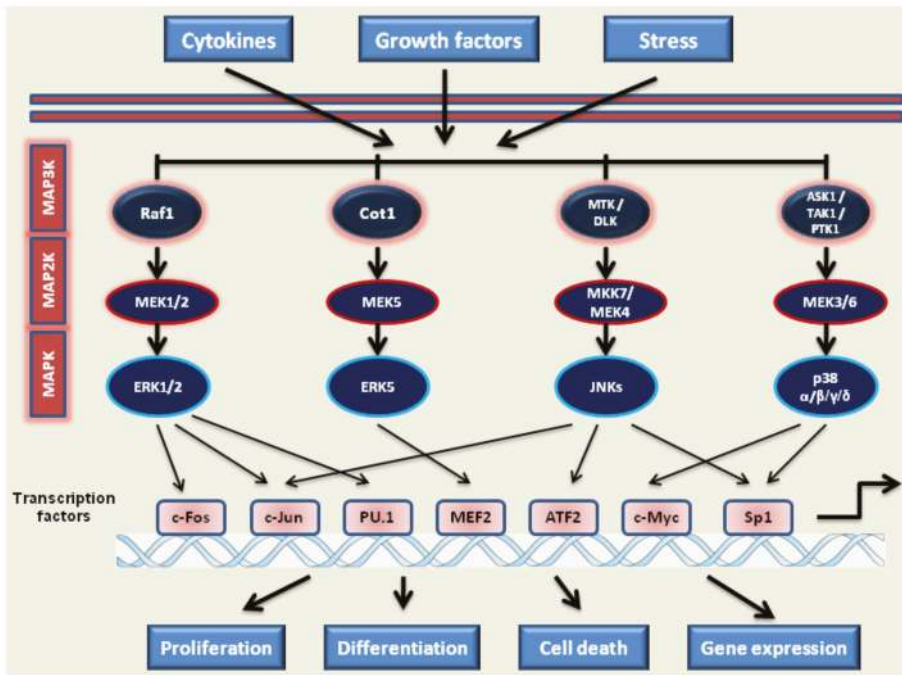 Cytokines
Growth factors
Stress
MAP3K
Raf1
Cot1
MTK/
DLK
ASK1/
TAK1/
PTK1
MAP2K
MEK1/2
MEK5
MKK7/
MEK4
MEK3/6
MAPK
ERK1/2
ERK5
JNKs
p38
α/β/γ/δ
Transcription
factors
c-Fos
c-Jun
PU.1
MEF2
ATF2
c-Myc
Sp1
Proliferation
Differentiation
Cell death
Gene expression